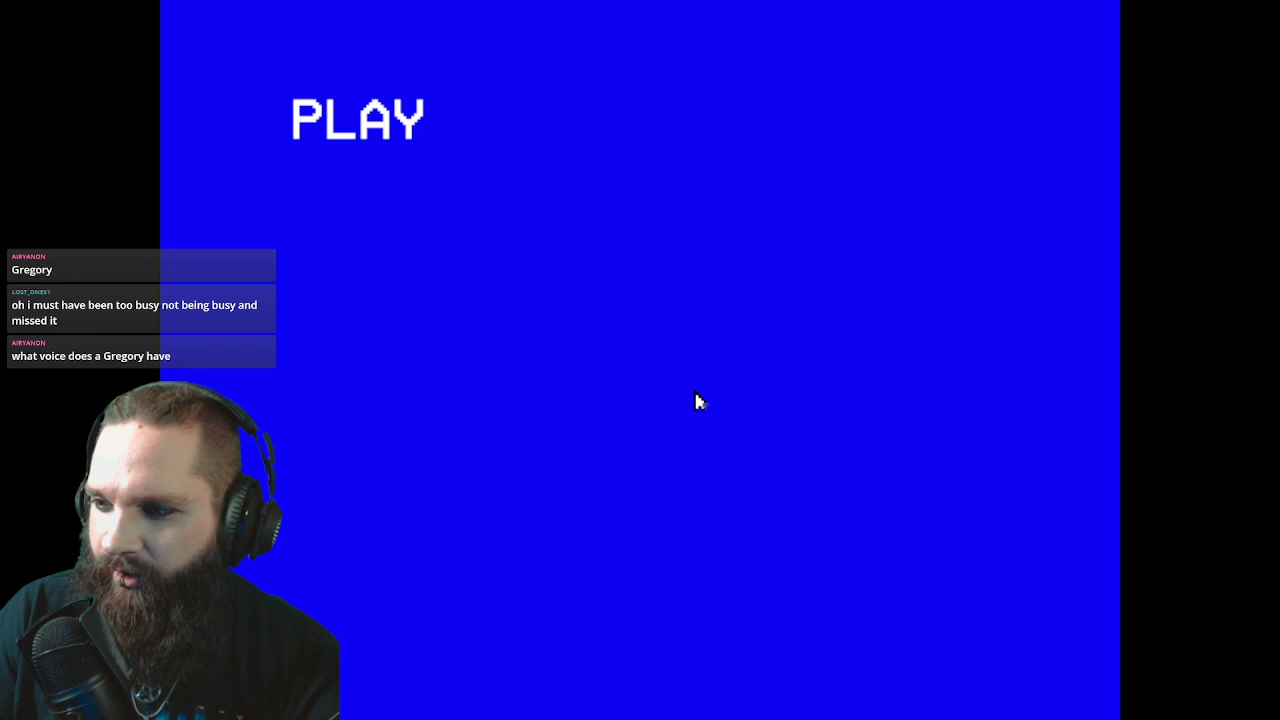 PLAY
AIRYANON
Gregory
LOST_ONES1
oh i must have been too busy not being busy and
missed it
AIRYANON
what voice does a Gregory have